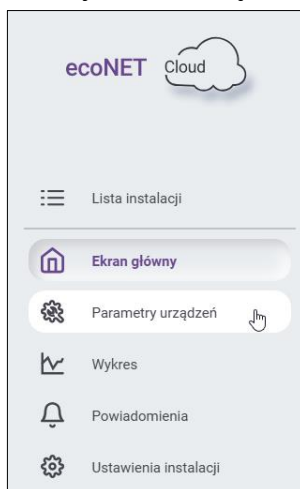 ecoNET Cloud
Lista instalacji
Ekran główny
Parametry urządzeń
Wykres
Powiadomienia
Ustawienia instalacji